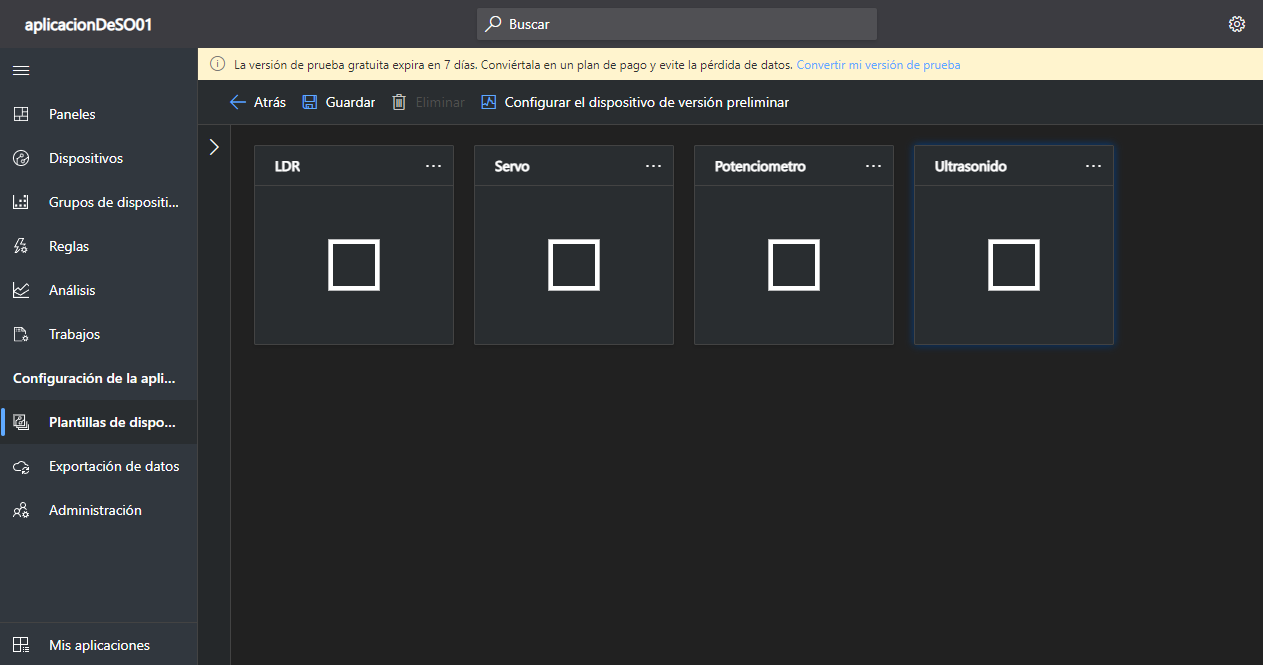 aplicacionDeSO01
Buscar
La versión de prueba gratuita expira en 7 días. Conviértala en un plan de pago y evite la pérdida de datos. Convertir mi versión de prueba
Atrás Guardar Eliminar Configurar el dispositivo de versión preliminar
Paneles
Dispositivos
Grupos de dispositi...
Reglas
Análisis
Trabajos
Configuración de la apli...
Plantillas de dispo...
Exportación de datos
Administración
Mis aplicaciones
LDR ... Servo ... Potenciometro ... Ultrasonido ...